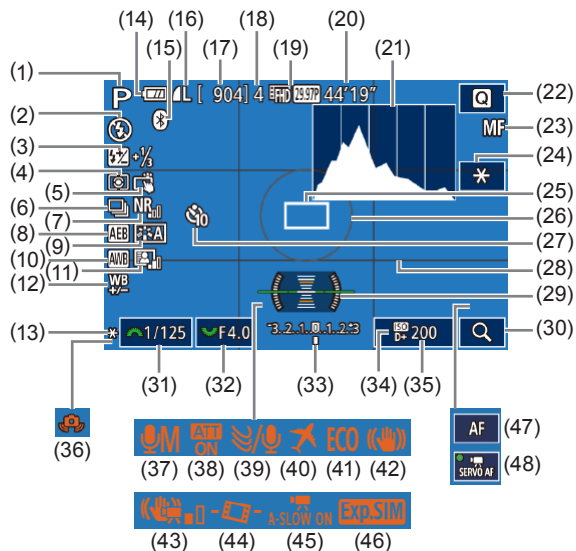 (14) (16) (18) (20)
(15) (17) (19) (21)
(1) P L [ 904] 4 FHD 29.97P 44'19" Q (22)
(2) MF (23)
(3) +1/3 (24)
(4) (25)
(5)
(6) NR (26)
(7) 10
(8) AEB A (27)
(9)
(10) AWB (28)
(11)
(12) WB +/- (29)
(13) * 1/125 F4.0 -3..2..1..0..1..2..:3 ISO D+ 200 (30)
(31) (32) (33) (34) (35)
(36)
M ATT ON / ECO AF (47)
(37) (38) (39) (40) (41) (42)
SERVO AF (48)
- - A-SLOW ON Exp.SIM
(43) (44) (45) (46)